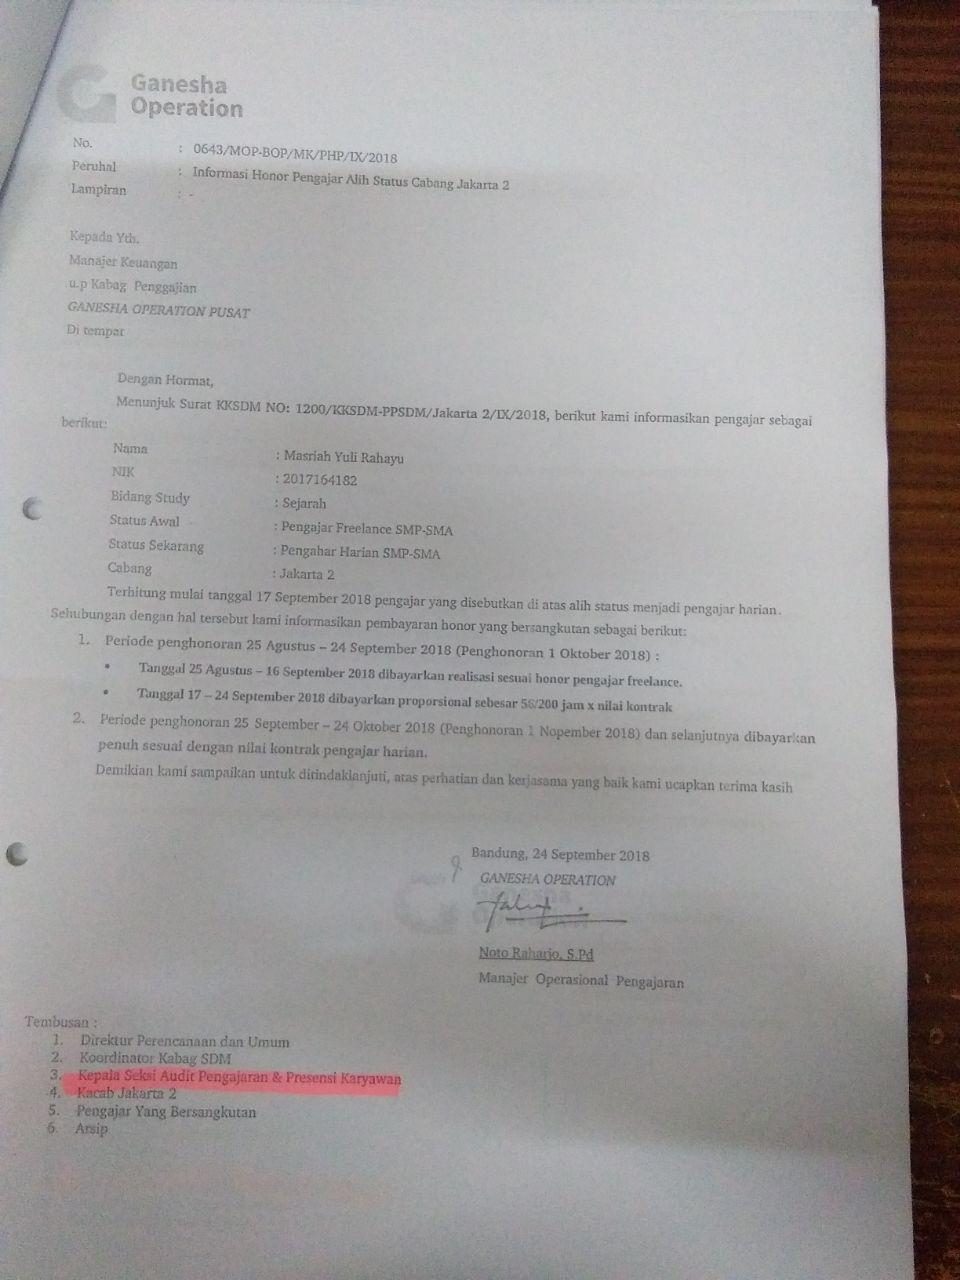 Ganesha
Operation
No. : 0643/MOP-BOP/MK/PHP/IX/2018
Peruhal : Informasi Honor Pengajar Alih Status Cabang Jakarta 2
Lampiran : -
Kepada Yth.
Manajer Keuangan
u.p Kabag Penggajian
GANESHA OPERATION PUSAT
Di tempat
Dengan Hormat,
Menunjuk Surat KKSDM NO: 1200/KKSDM-PPSDM/Jakarta 2/IX/2018, berikut kami informasikan pengajar sebagai
berikut:
Nama : Masriah Yuli Rahayu
NIK : 2017164182
Bidang Study : Sejarah
Status Awal : Pengajar Freelance SMP-SMA
Status Sekarang : Pengahar Harian SMP-SMA
Cabang : Jakarta 2
Terhitung mulai tanggal 17 September 2018 pengajar yang disebutkan di atas alih status menjadi pengajar harian.
Sehubungan dengan hal tersebut kami informasikan pembayaran honor yang bersangkutan sebagai berikut:
1. Periode penghonoran 25 Agustus – 24 September 2018 (Penghonoran 1 Oktober 2018) :
• Tanggal 25 Agustus – 16 September 2018 dibayarkan realisasi sesuai honor pengajar freelance.
• Tanggal 17 – 24 September 2018 dibayarkan proporsional sebesar 56/200 jam x nilai kontrak
2. Periode penghonoran 25 September – 24 Oktober 2018 (Penghonoran 1 Nopember 2018) dan selanjutnya dibayarkan
penuh sesuai dengan nilai kontrak pengajar harian.
Demikian kami sampaikan untuk ditindaklanjuti, atas perhatian dan kerjasama yang baik kami ucapkan terima kasih
Bandung, 24 September 2018
GANESHA OPERATION
Noto Raharjo, S.Pd
Manajer Operasional Pengajaran
Tembusan :
1. Direktur Perencanaan dan Umum
2. Koordinator Kabag SDM
3. Kepala Seksi Audit Pengajaran & Presensi Karyawan
4. Kacab Jakarta 2
5. Pengajar Yang Bersangkutan
6. Arsip